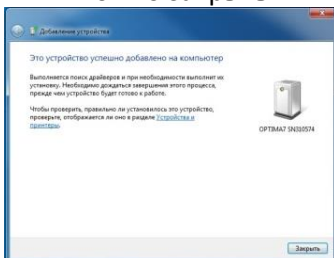 Добавление устройства
Это устройство успешно добавлено на компьютер
Выполняется поиск драйверов и при необходимости выполнит их
установку. Необходимо дождаться завершения этого процесса,
прежде чем устройство будет готово к работе.
Чтобы проверить, правильно ли установилось это устройство,
проверьте, отображается ли оно в разделе Устройства и
принтеры.
OPTIMA7 SN310574
Закрыть